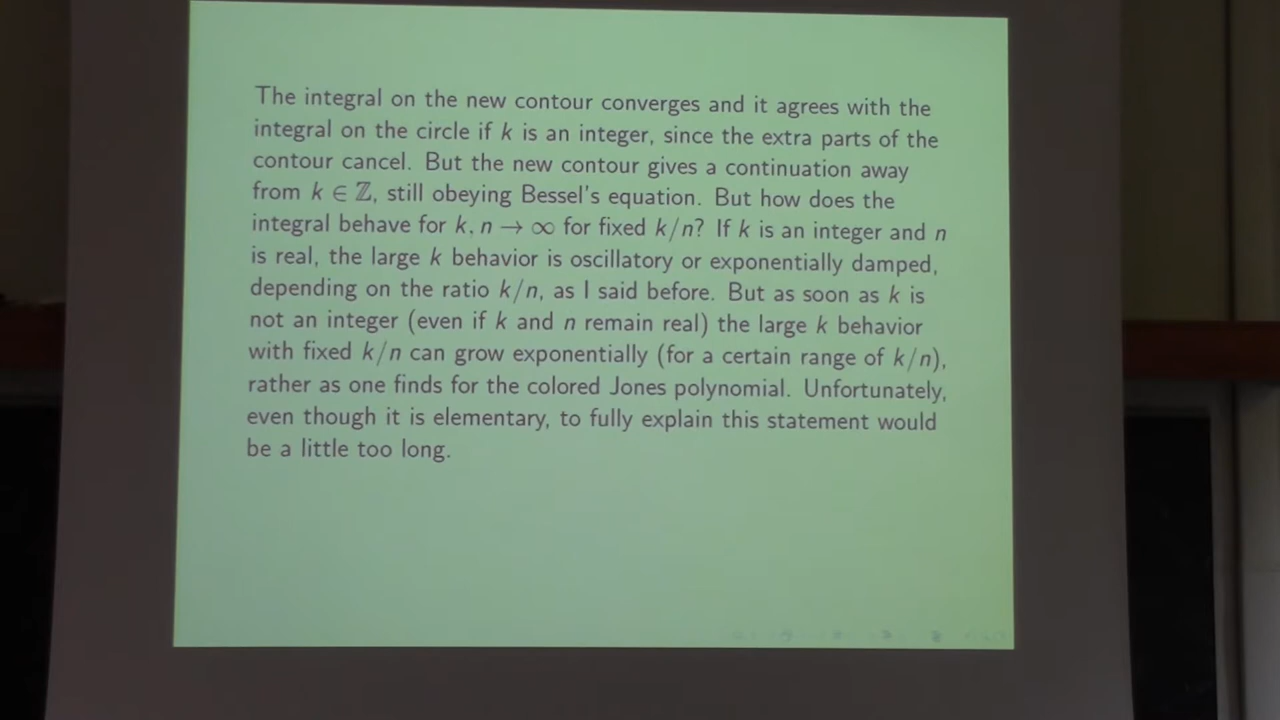 The integral on the new contour converges and it agrees with the
integral on the circle if k is an integer, since the extra parts of the
contour cancel. But the new contour gives a continuation away
from k ∈ ℤ, still obeying Bessel's equation. But how does the
integral behave for k, n → ∞ for fixed k/n? If k is an integer and n
is real, the large k behavior is oscillatory or exponentially damped,
depending on the ratio k/n, as I said before. But as soon as k is
not an integer (even if k and n remain real) the large k behavior
with fixed k/n can grow exponentially (for a certain range of k/n),
rather as one finds for the colored Jones polynomial. Unfortunately,
even though it is elementary, to fully explain this statement would
be a little too long.